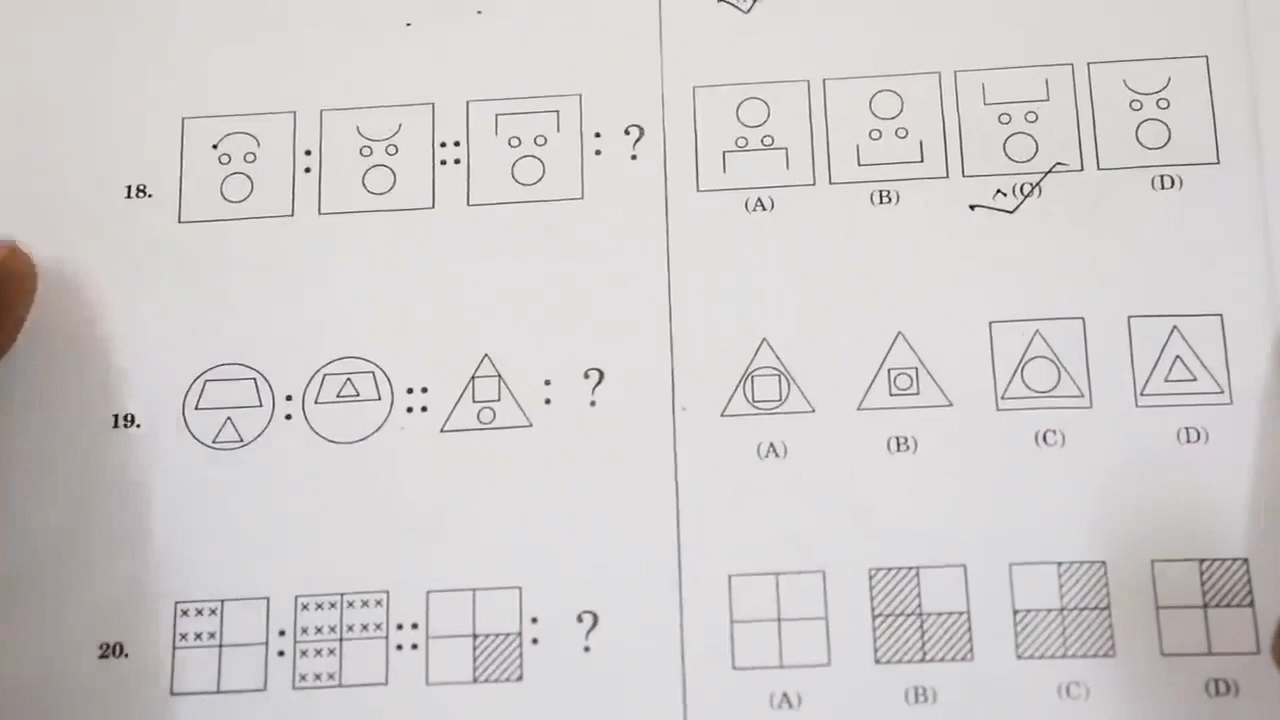 18. : :: : ?
(A) (B) (C) (D)
19. : :: : ?
(A) (B) (C) (D)
20. ××× ××× : ××× ××× ××× ××× ××× ××× :: : ?
(A) (B) (C) (D)